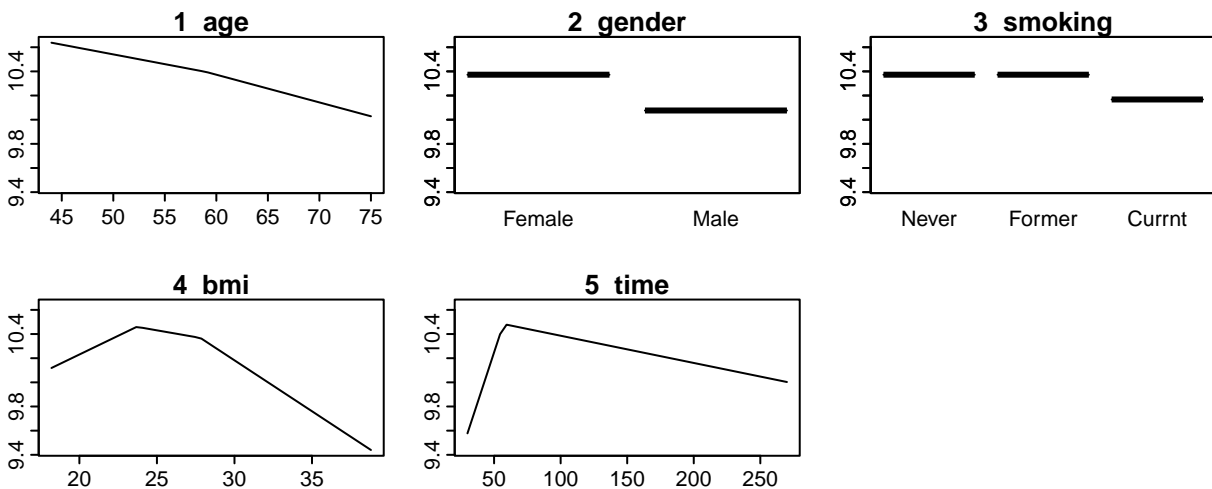 1 age
2 gender
3 smoking
9.4 9.8 10.4
9.4 9.8 10.4
9.4 9.8 10.4
45 50 55 60 65 70 75
Female Male
Never Former Currnt
4 bmi
5 time
9.4 9.8 10.4
9.4 9.8 10.4
20 25 30 35
50 100 150 200 250